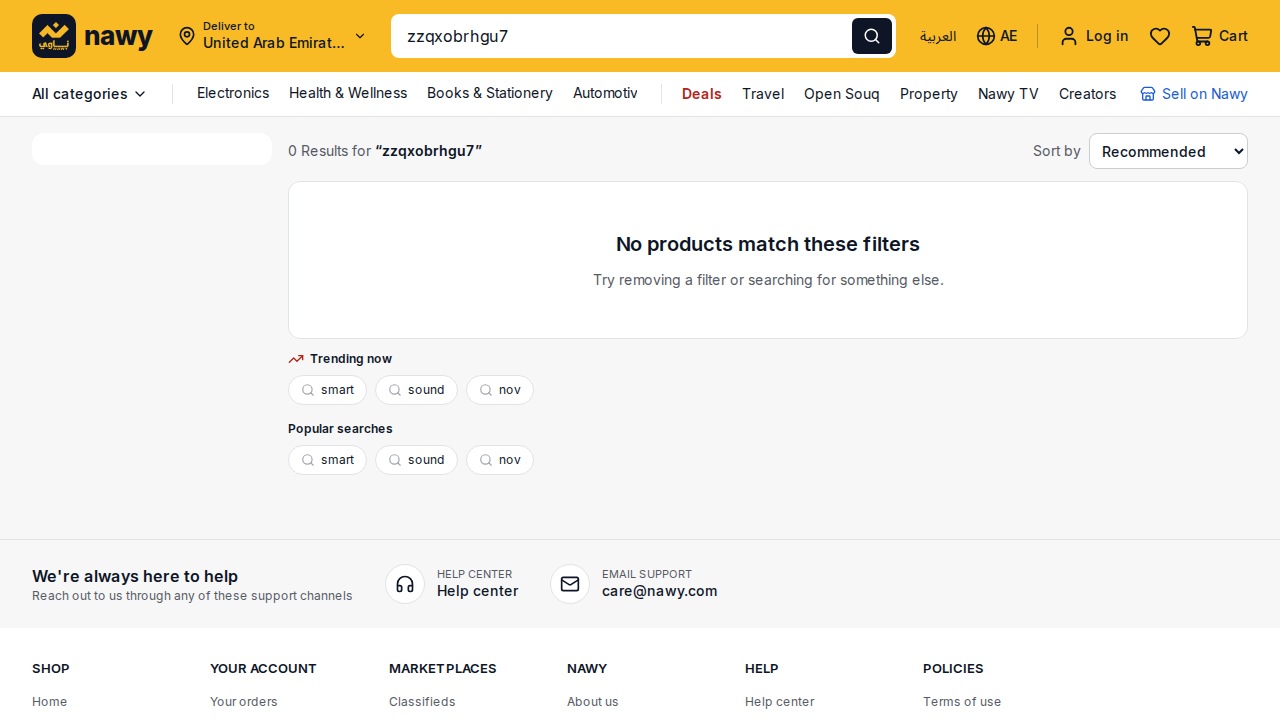 نـاوي
NAWY
nawy
Deliver to
United Arab Emirat...
zzqxobrhgu7
العربية
AE
Log in
Cart
All categories
Electronics
Health & Wellness
Books & Stationery
Automotiv
Deals
Travel
Open Souq
Property
Nawy TV
Creators
Sell on Nawy
0 Results for “zzqxobrhgu7”
Sort by
Recommended
No products match these filters
Try removing a filter or searching for something else.
Trending now
smart
sound
nov
Popular searches
smart
sound
nov
We're always here to help
Reach out to us through any of these support channels
HELP CENTER
Help center
EMAIL SUPPORT
care@nawy.com
SHOP
YOUR ACCOUNT
MARKETPLACES
NAWY
HELP
POLICIES
Home
Your orders
Classifieds
About us
Help center
Terms of use